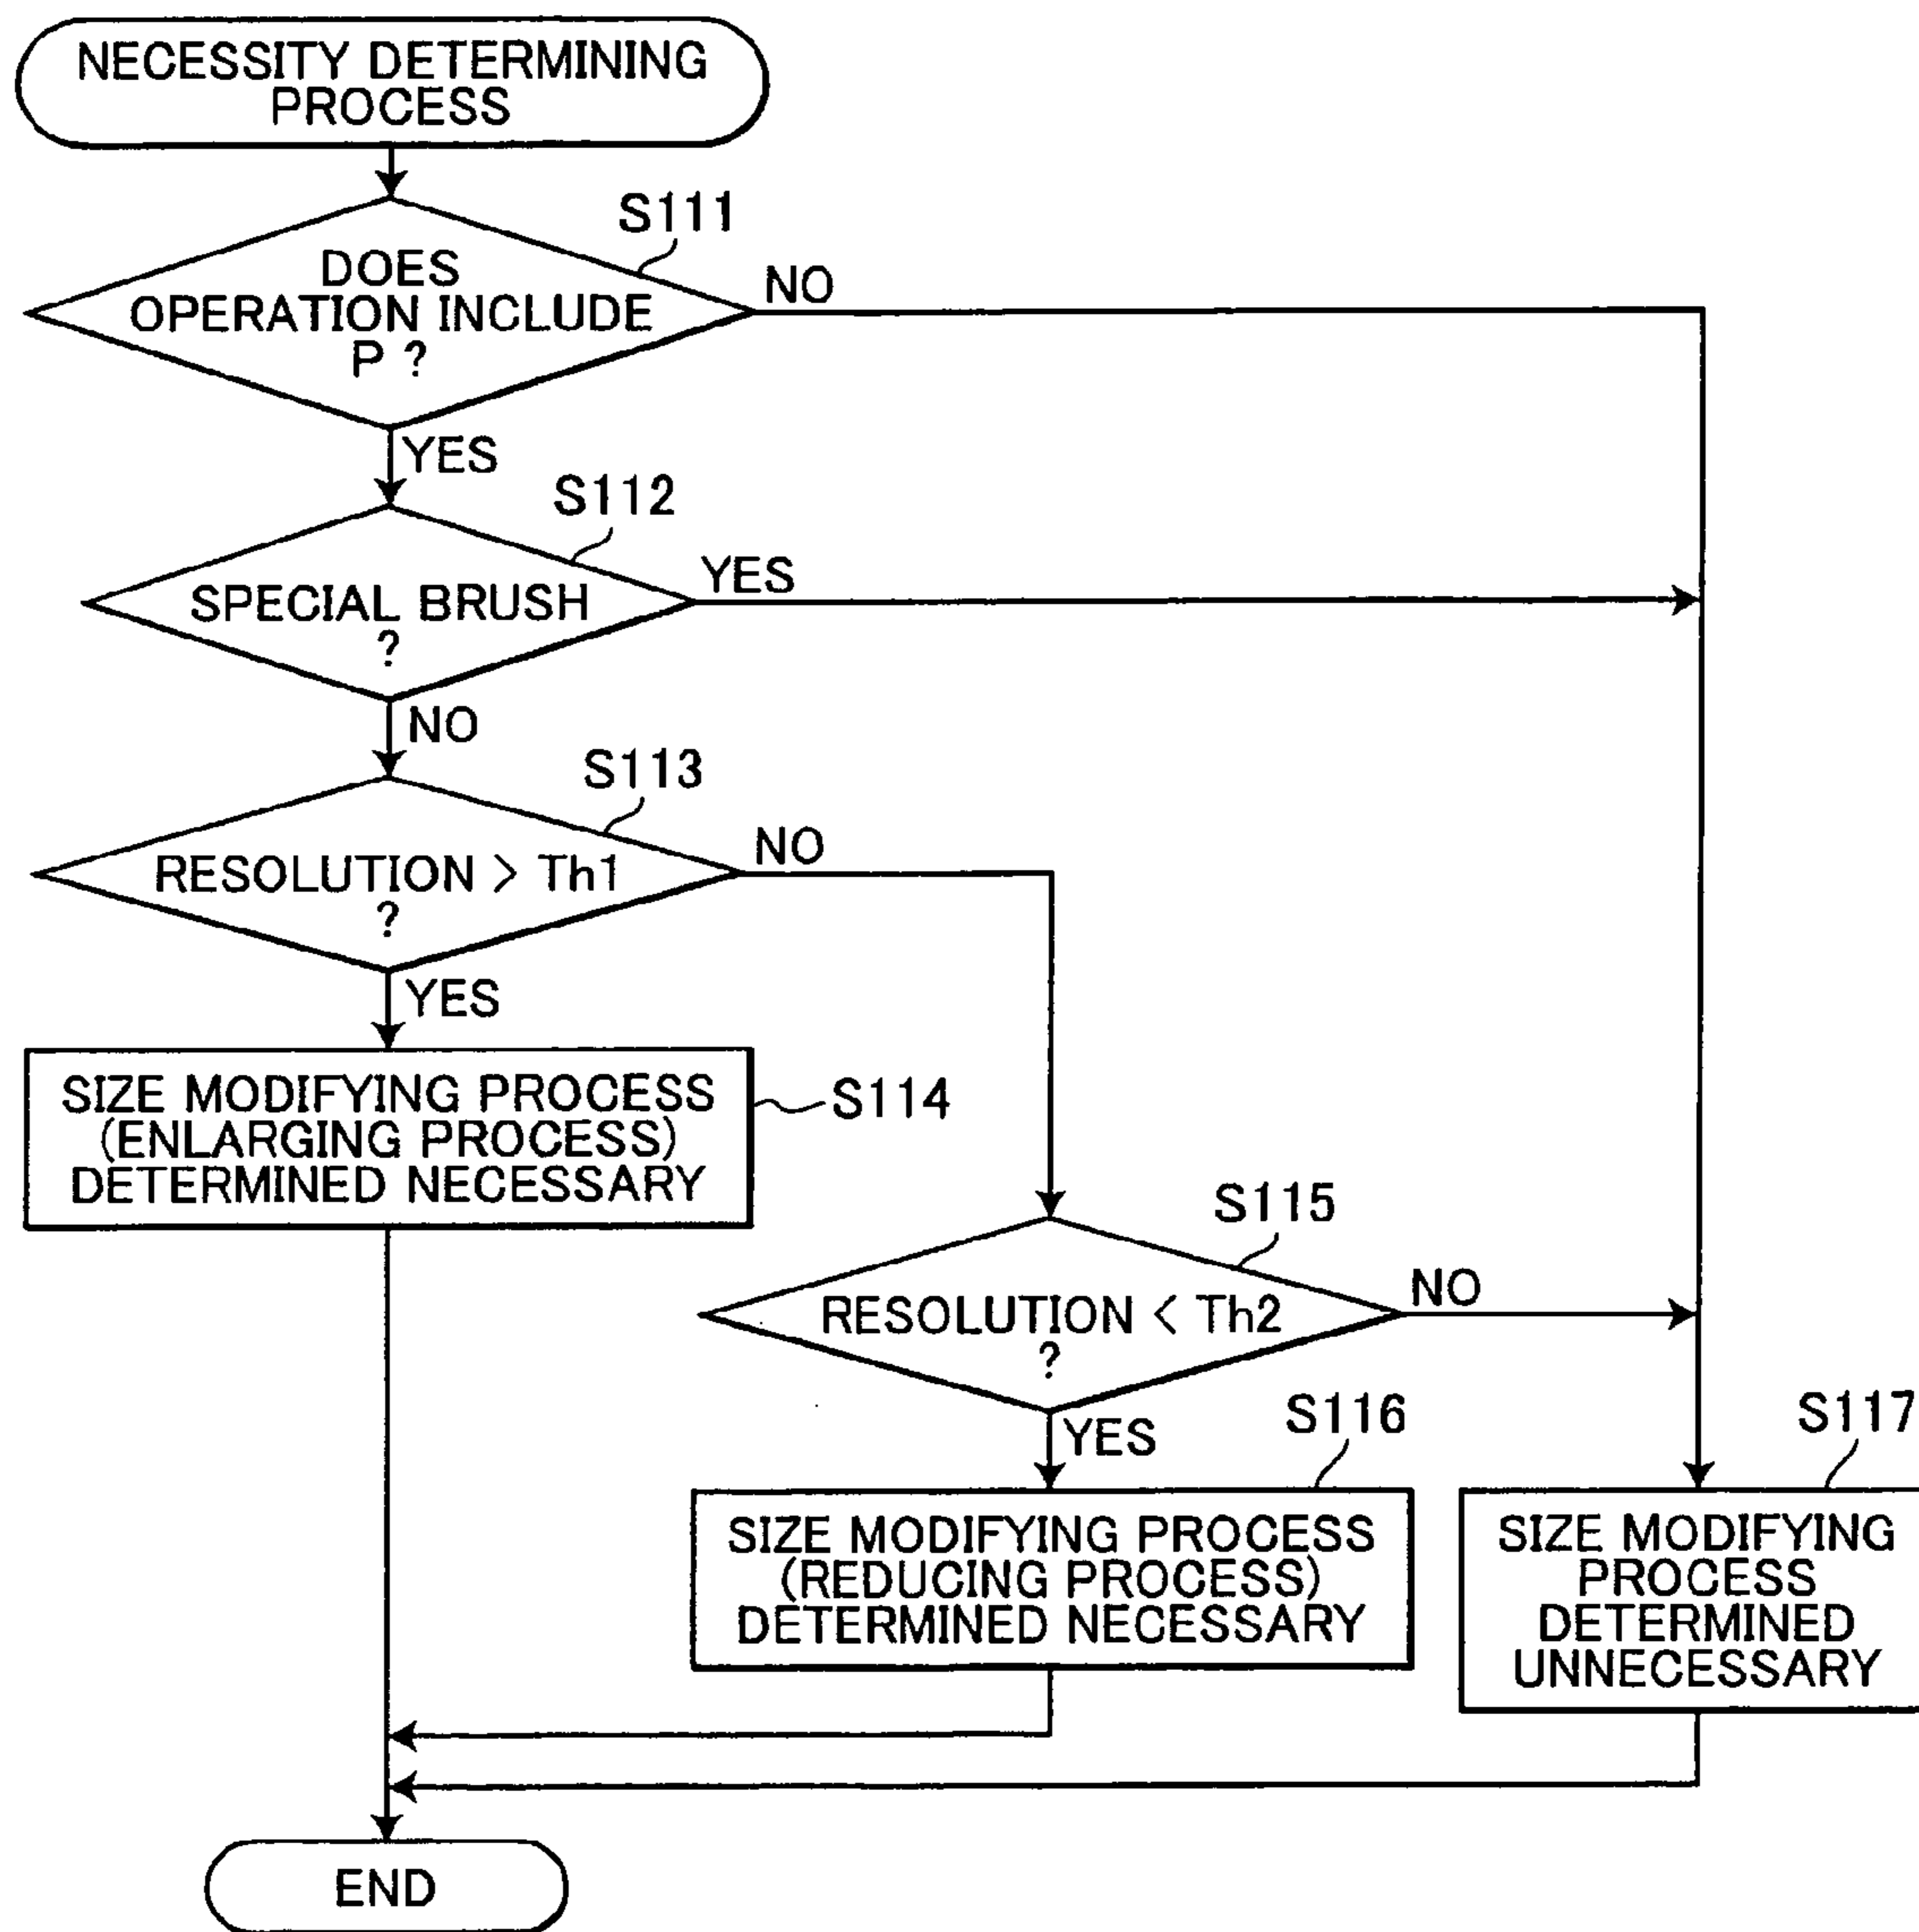 NECESSITY DETERMINING
PROCESS
S111
DOES
OPERATION INCLUDE
P ?
NO
YES
S112
SPECIAL BRUSH
?
YES
NO
S113
RESOLUTION > Th1
?
NO
YES
SIZE MODIFYING PROCESS
(ENLARGING PROCESS)
DETERMINED NECESSARY
S114
S115
RESOLUTION < Th2
?
NO
YES
S116
SIZE MODIFYING PROCESS
(REDUCING PROCESS)
DETERMINED NECESSARY
S117
SIZE MODIFYING
PROCESS
DETERMINED
UNNECESSARY
END